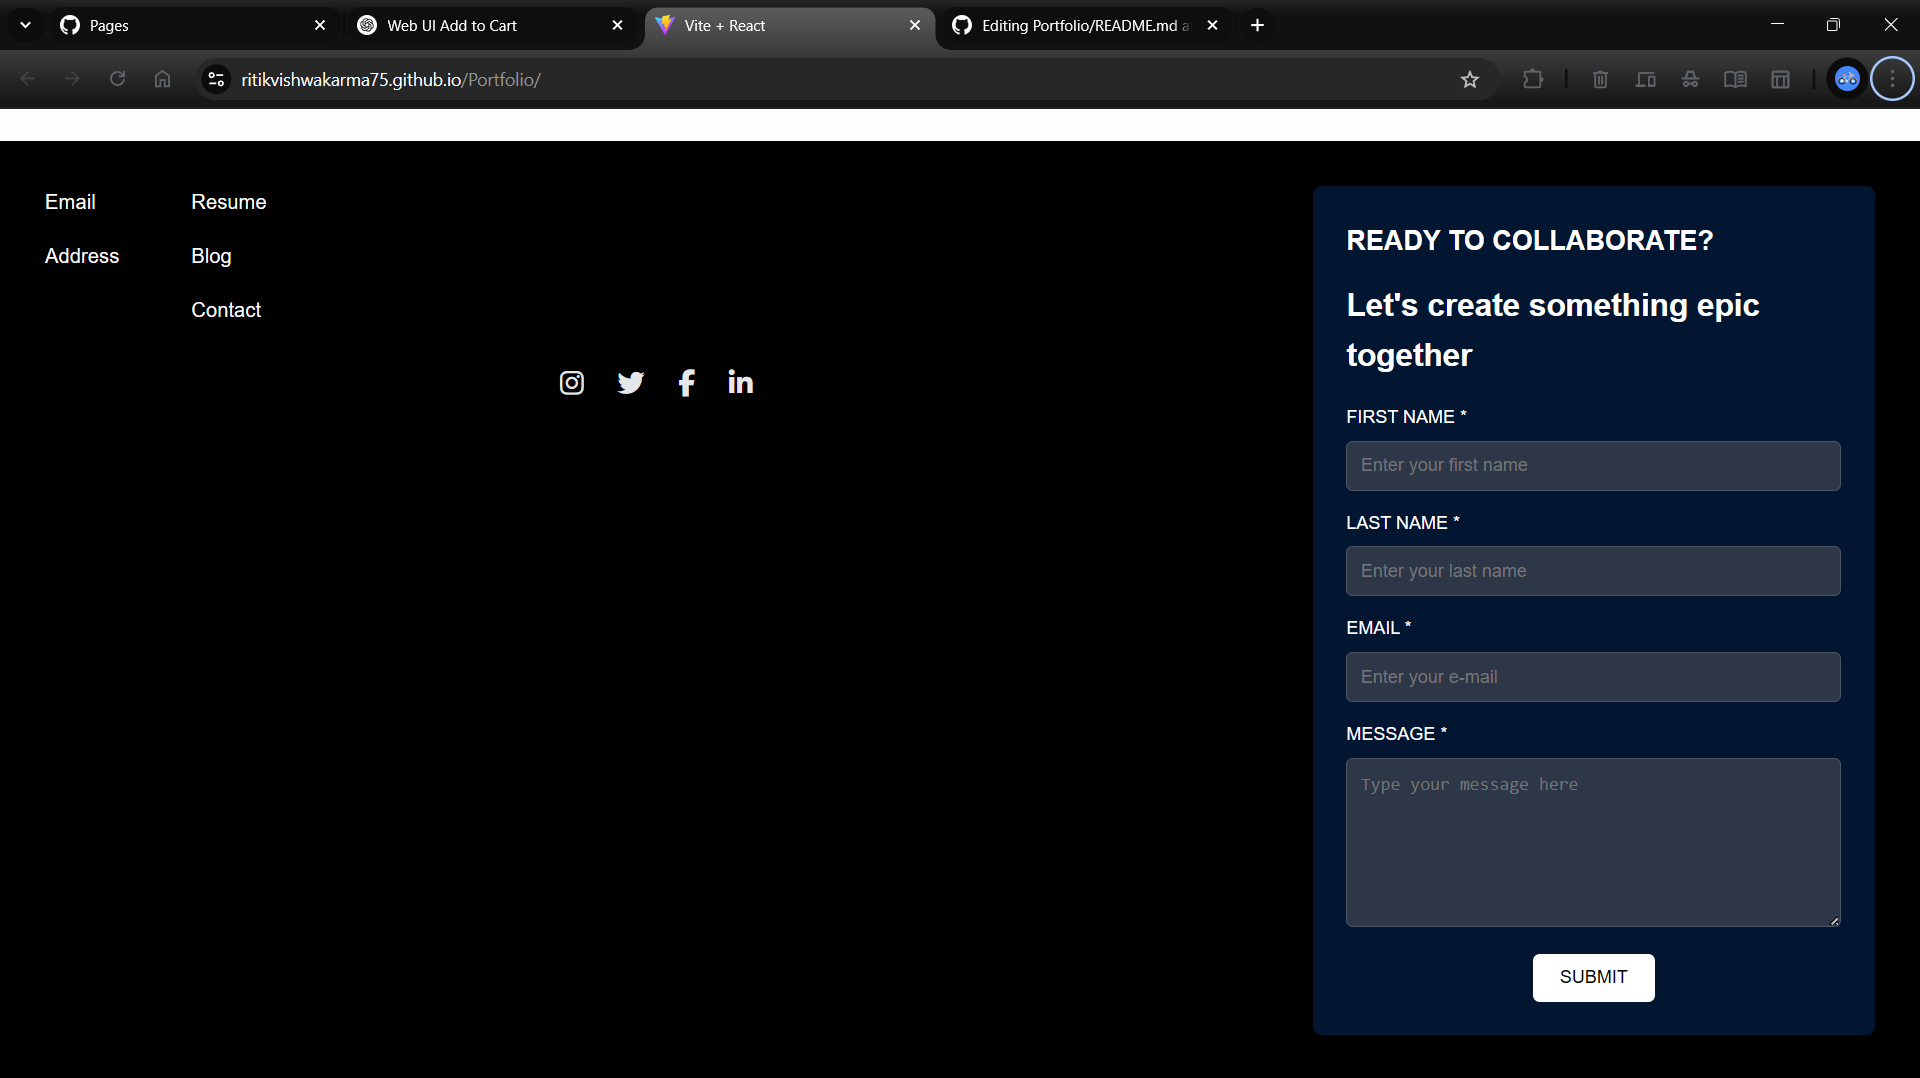 Pages
Web UI Add to Cart
Vite + React
Editing Portfolio/README.md a
ritikvishwakarma75.github.io/Portfolio/
Email
Address
Resume
Blog
Contact
READY TO COLLABORATE?
Let's create something epic
together
FIRST NAME *
Enter your first name
LAST NAME *
Enter your last name
EMAIL *
Enter your e-mail
MESSAGE *
Type your message here
SUBMIT